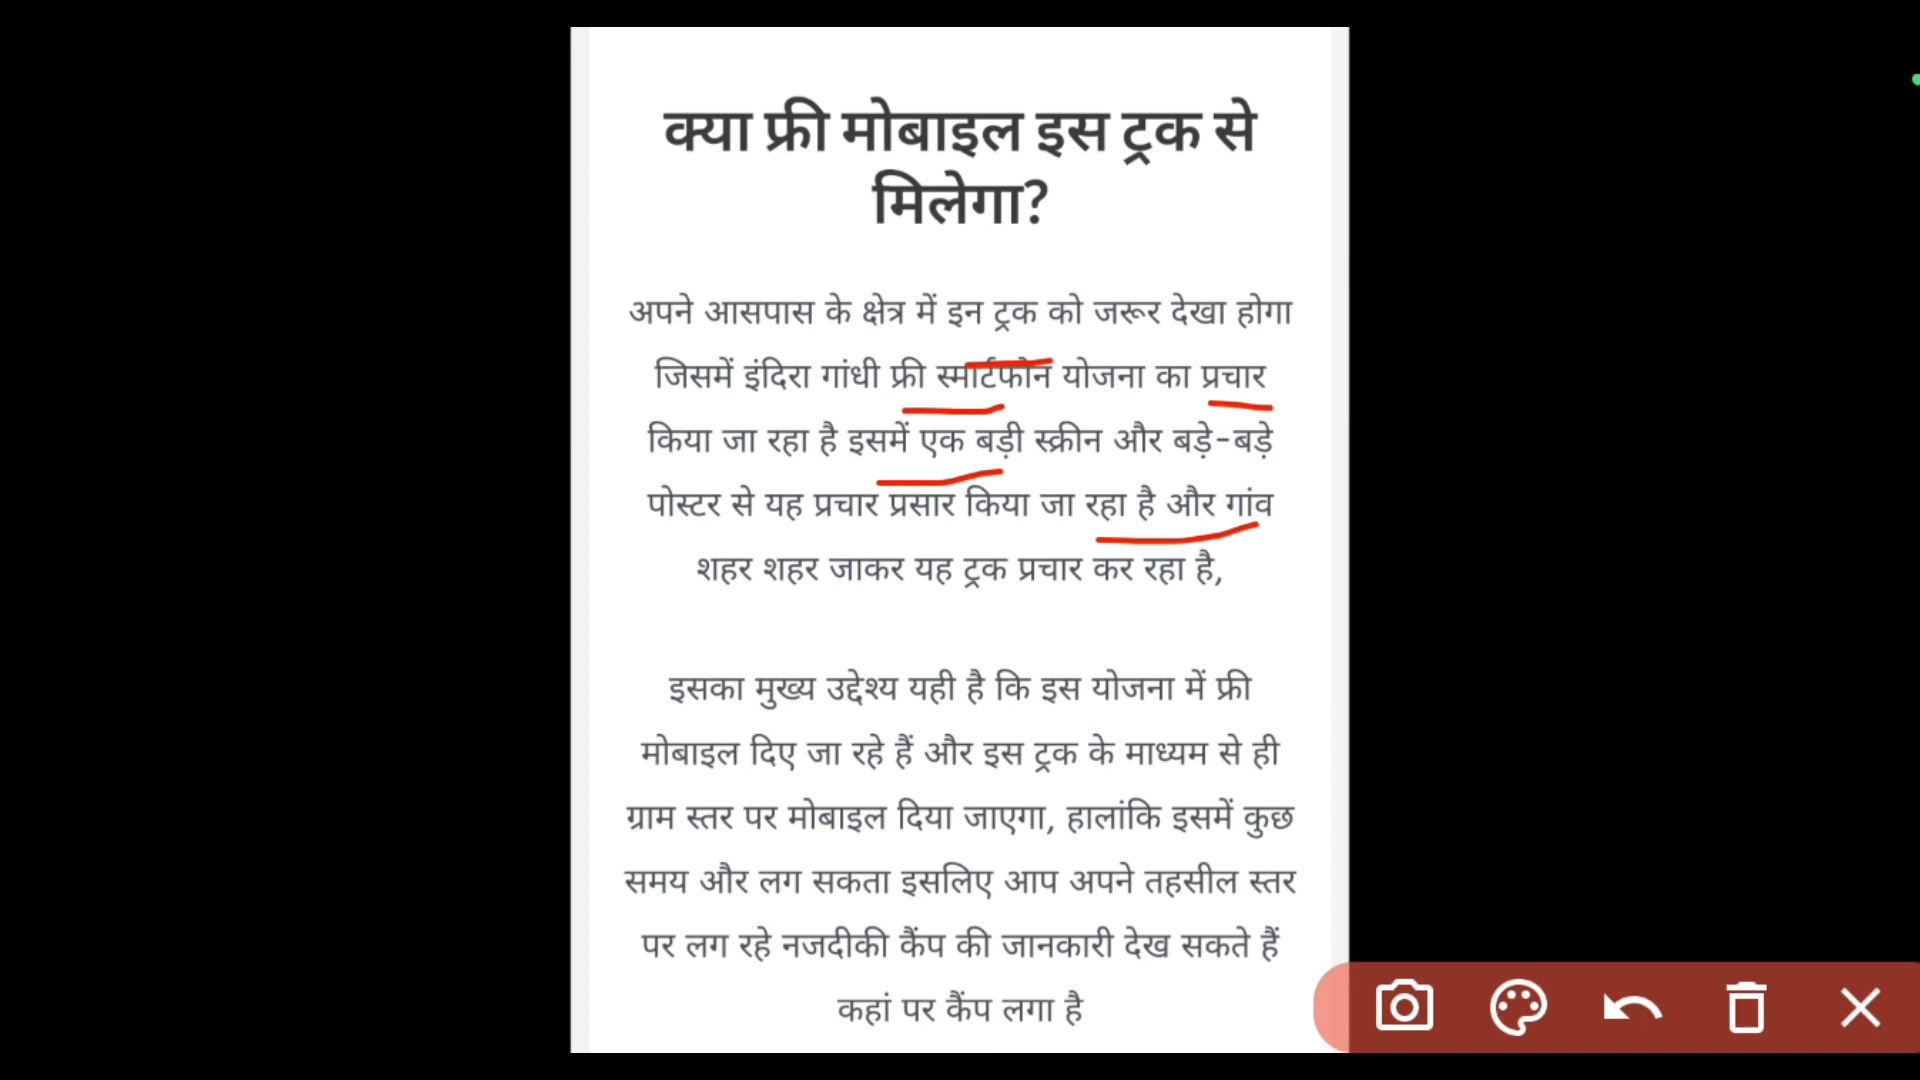 क्या फ्री मोबाइल इस ट्रक से
मिलेगा?
अपने आसपास के क्षेत्र में इन ट्रक को जरूर देखा होगा
जिसमें इंदिरा गांधी फ्री स्मार्टफोन योजना का प्रचार
किया जा रहा है इसमें एक बड़ी स्क्रीन और बड़े-बड़े
पोस्टर से यह प्रचार प्रसार किया जा रहा है और गांव
शहर शहर जाकर यह ट्रक प्रचार कर रहा है,
इसका मुख्य उद्देश्य यही है कि इस योजना में फ्री
मोबाइल दिए जा रहे हैं और इस ट्रक के माध्यम से ही
ग्राम स्तर पर मोबाइल दिया जाएगा, हालांकि इसमें कुछ
समय और लग सकता इसलिए आप अपने तहसील स्तर
पर लग रहे नजदीकी कैंप की जानकारी देख सकते हैं
कहां पर कैंप लगा है